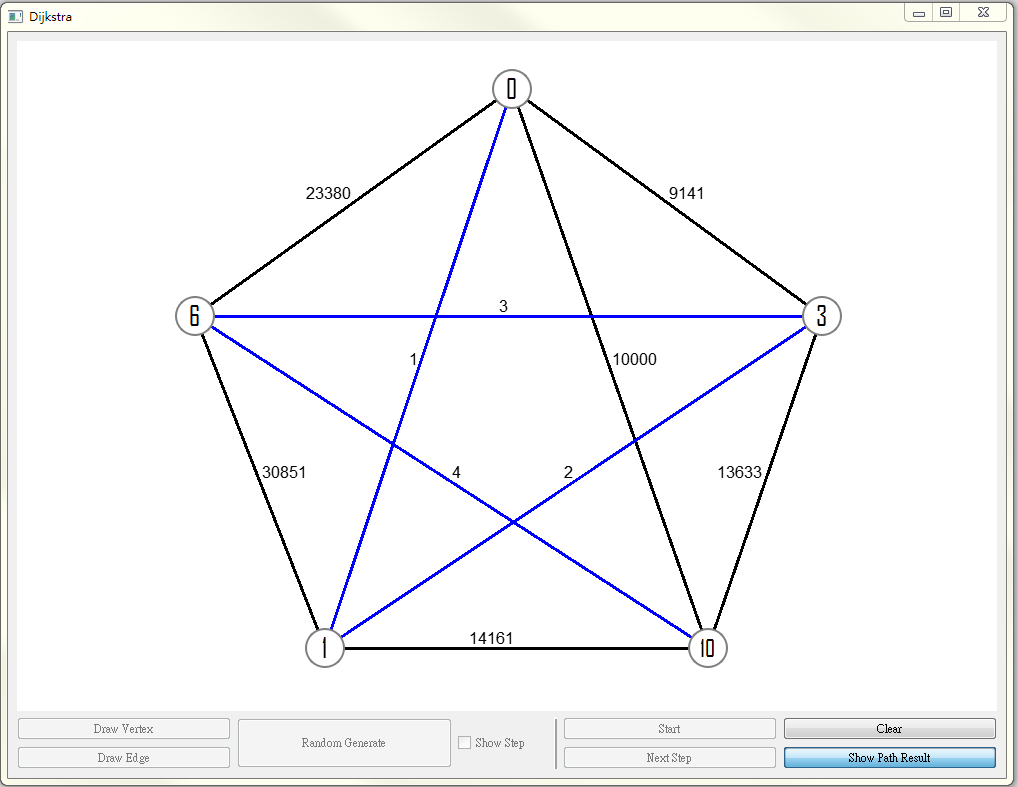 Dijkstra
0
23380
9141
3
6
3
1
10000
30851
4
2
13633
14161
1
10
Draw Vertex
Draw Edge
Random Generate
Show Step
Start
Next Step
Clear
Show Path Result